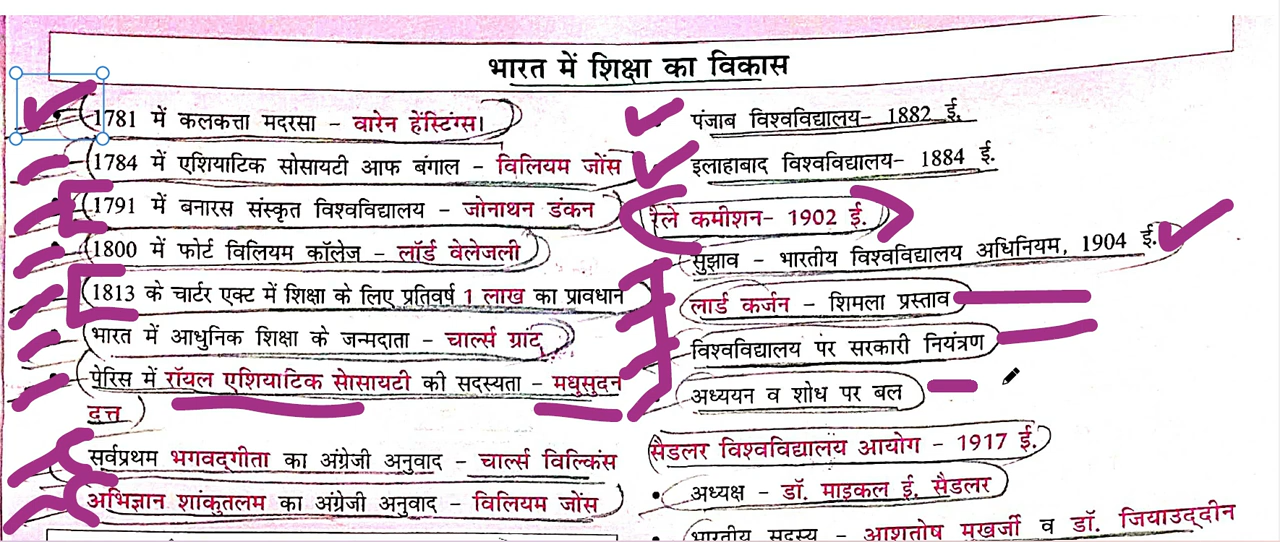 भारत में शिक्षा का विकास
1781 में कलकत्ता मदरसा - वारेन हेंस्टिंग्स।
1784 में एशियाटिक सोसायटी आफ बंगाल - विलियम जोंस
1791 में बनारस संस्कृत विश्वविद्यालय - जोनाथन डंकन
1800 में फोर्ट विलियम कॉलेज - लॉर्ड वेलेजली
1813 के चार्टर एक्ट में शिक्षा के लिए प्रतिवर्ष 1 लाख का प्रावधान
भारत में आधुनिक शिक्षा के जन्मदाता - चार्ल्स ग्रांट
पेरिस में रॉयल एशियाटिक सोसायटी की सदस्यता - मधुसुदन
दत्त
सर्वप्रथम भगवद्गीता का अंग्रेजी अनुवाद - चार्ल्स विल्किंस
अभिज्ञान शांकुतलम का अंग्रेजी अनुवाद - विलियम जोंस
पंजाब विश्वविद्यालय- 1882 ई.
इलाहाबाद विश्वविद्यालय- 1884 ई.
रैले कमीशन- 1902 ई.
सुझाव - भारतीय विश्वविद्यालय अधिनियम, 1904 ई.
लार्ड कर्जन - शिमला प्रस्ताव
विश्वविद्यालय पर सरकारी नियंत्रण
अध्ययन व शोध पर बल
सैडलर विश्वविद्यालय आयोग - 1917 ई.
अध्यक्ष - डॉ. माइकल ई. सैडलर
भारतीय सदस्य - आशुतोष मुखर्जी व डॉ. जियाउद्दीन